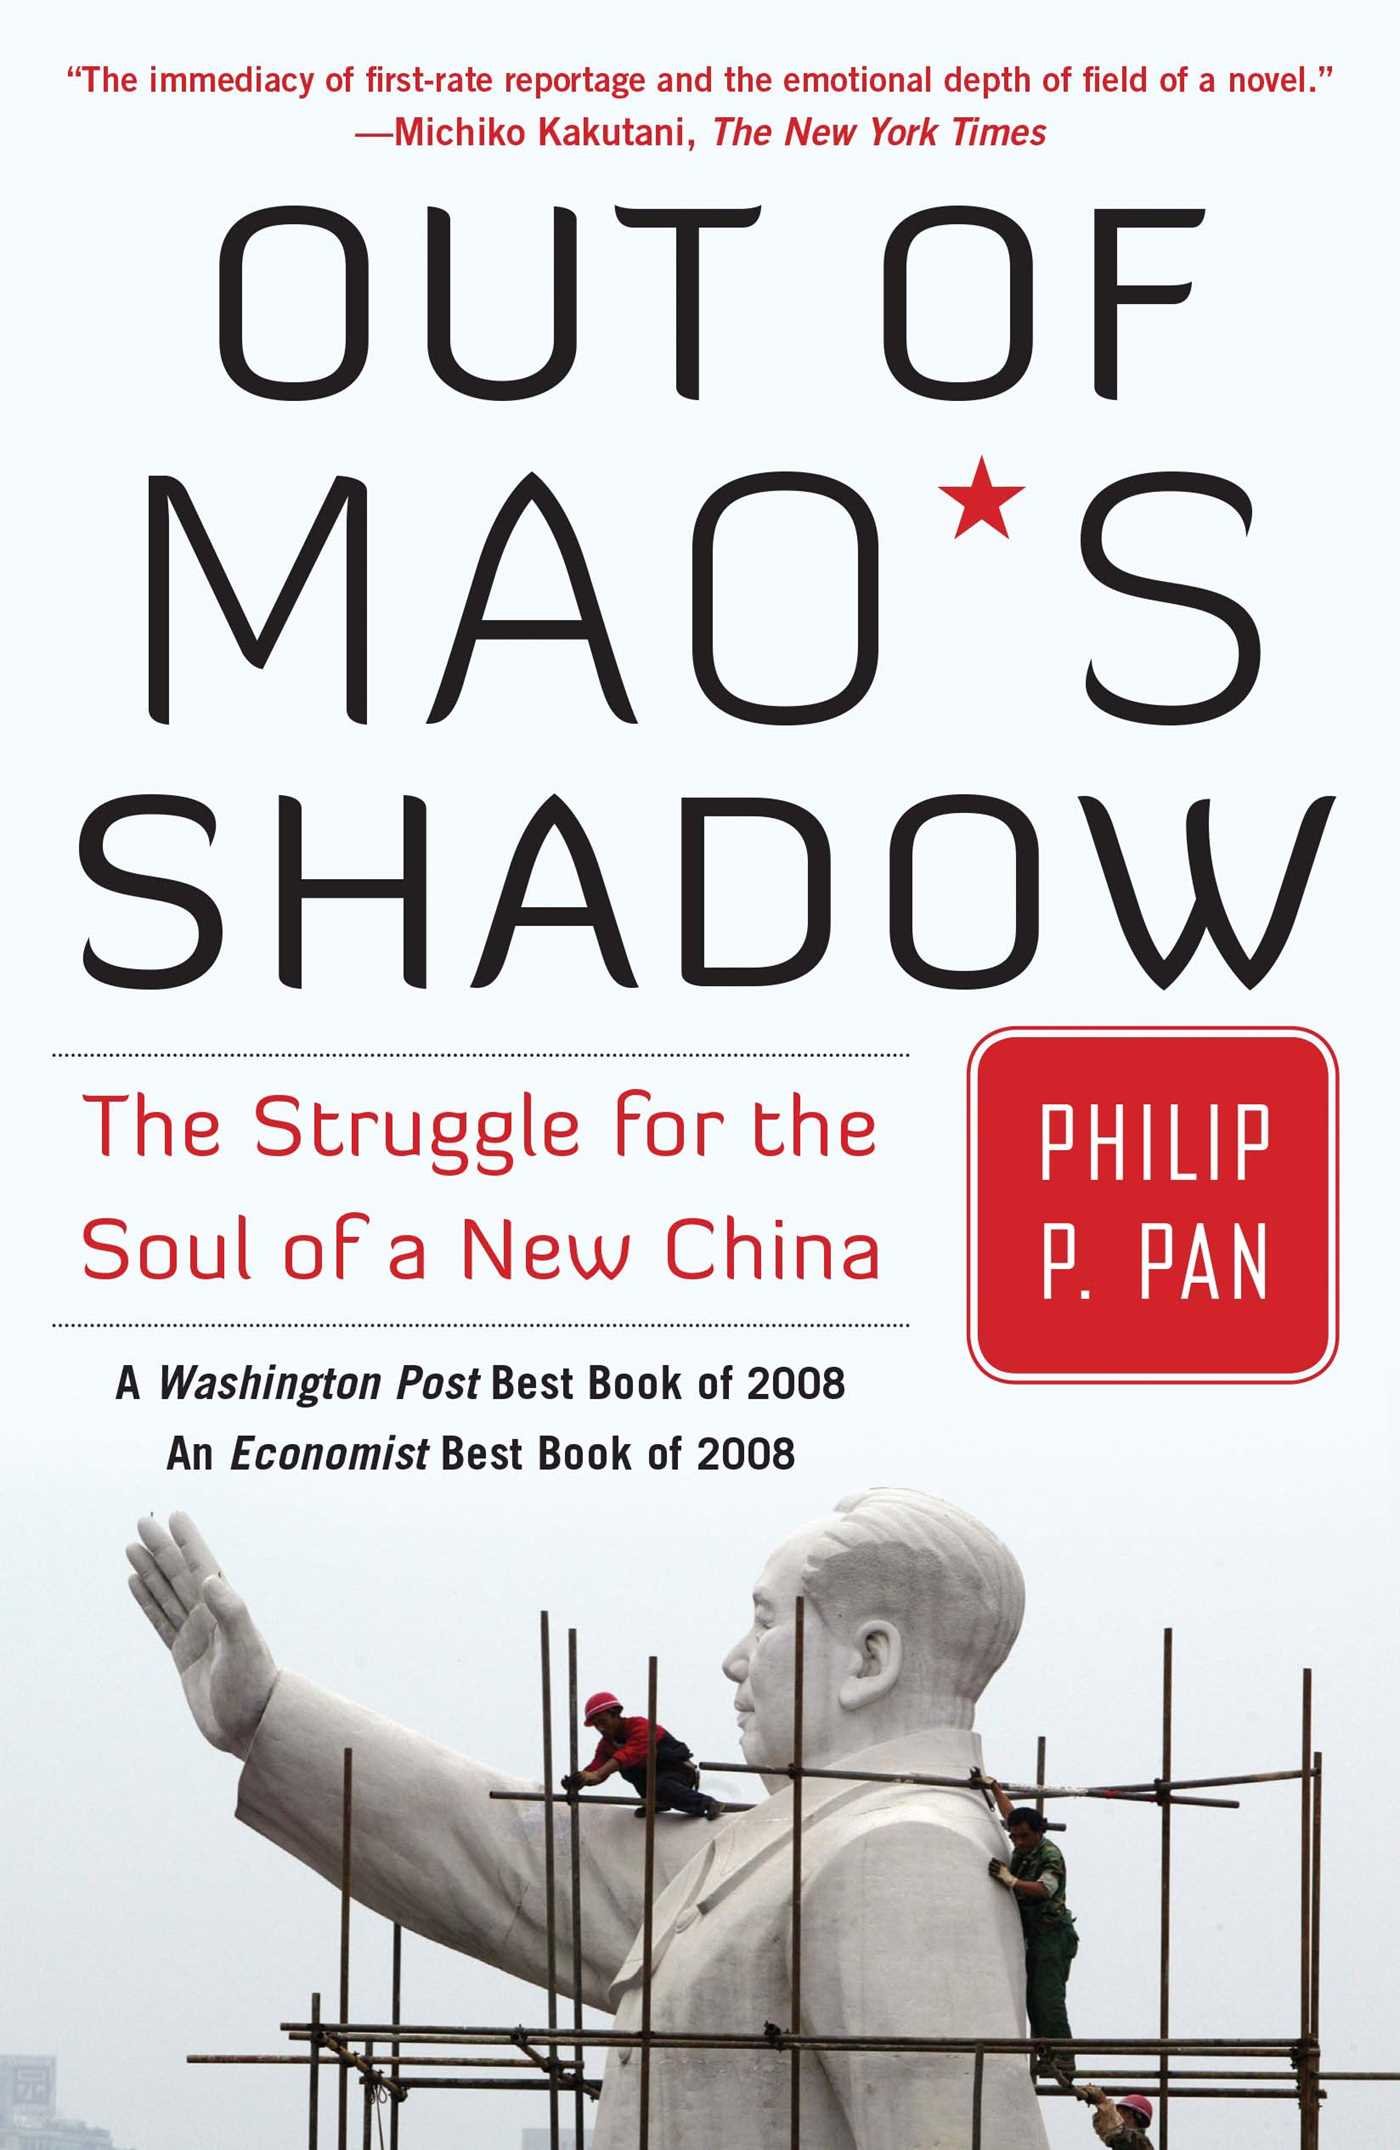 “The immediacy of first-rate reportage and the emotional depth of field of a novel.”
—Michiko Kakutani, The New York Times
OUT OF
MAO★S
SHADOW
The Struggle for the
Soul of a New China
PHILIP
P. PAN
A Washington Post Best Book of 2008
An Economist Best Book of 2008